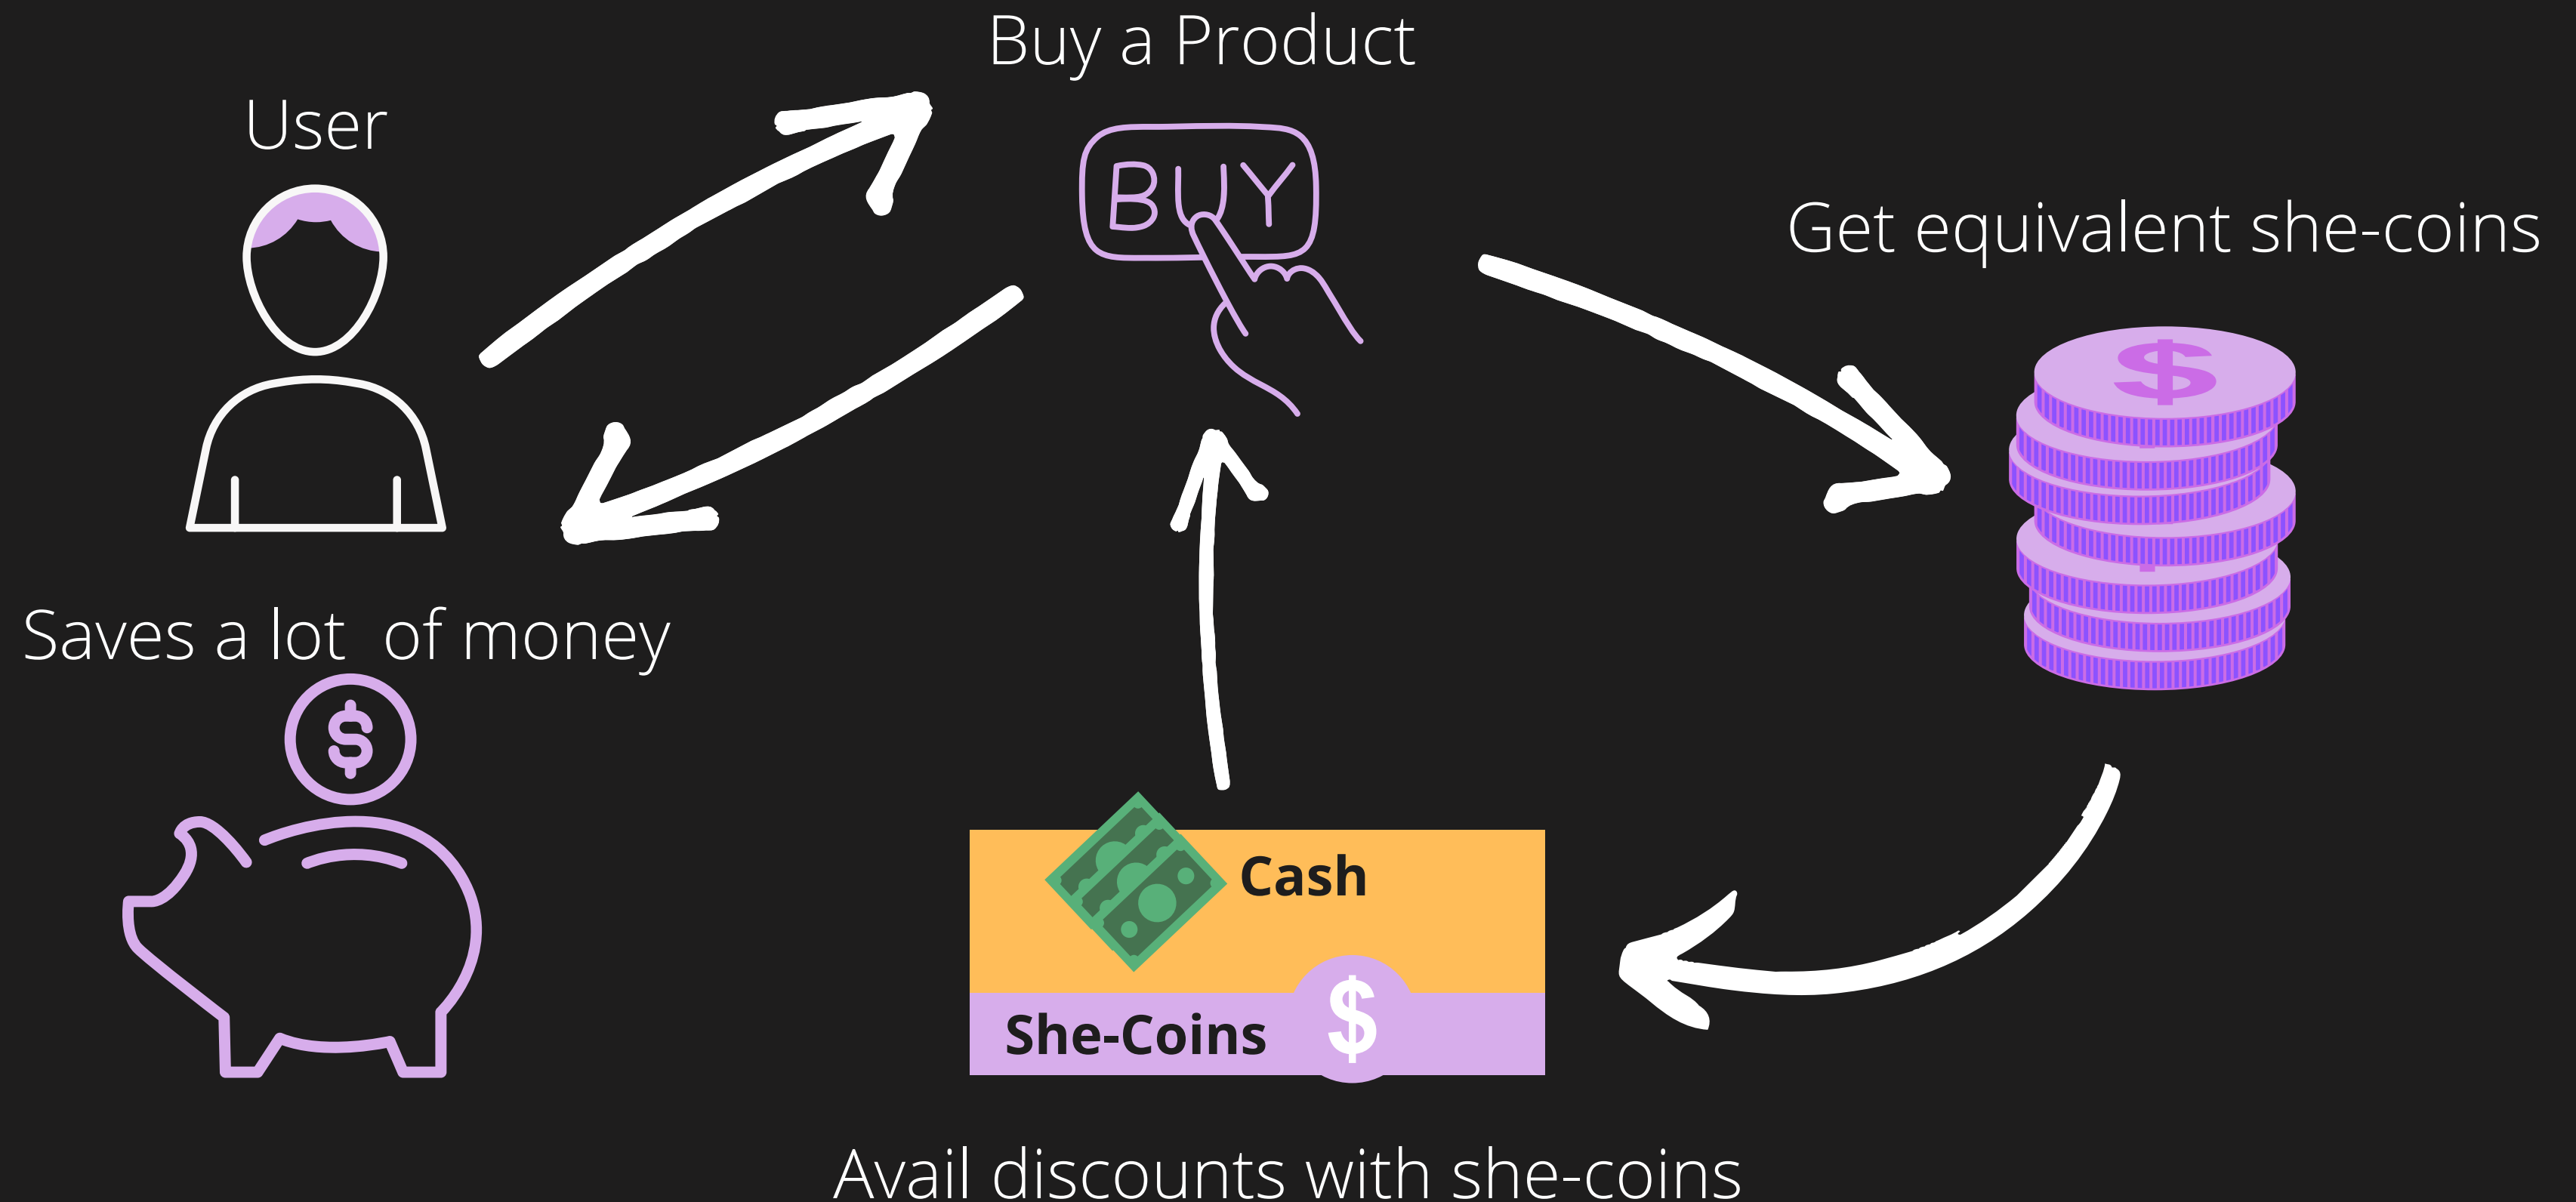 Buy a Product
User
BUY
Get equivalent she-coins
$
Saves a lot  of money
$
Cash
She-Coins $
Avail discounts with she-coins